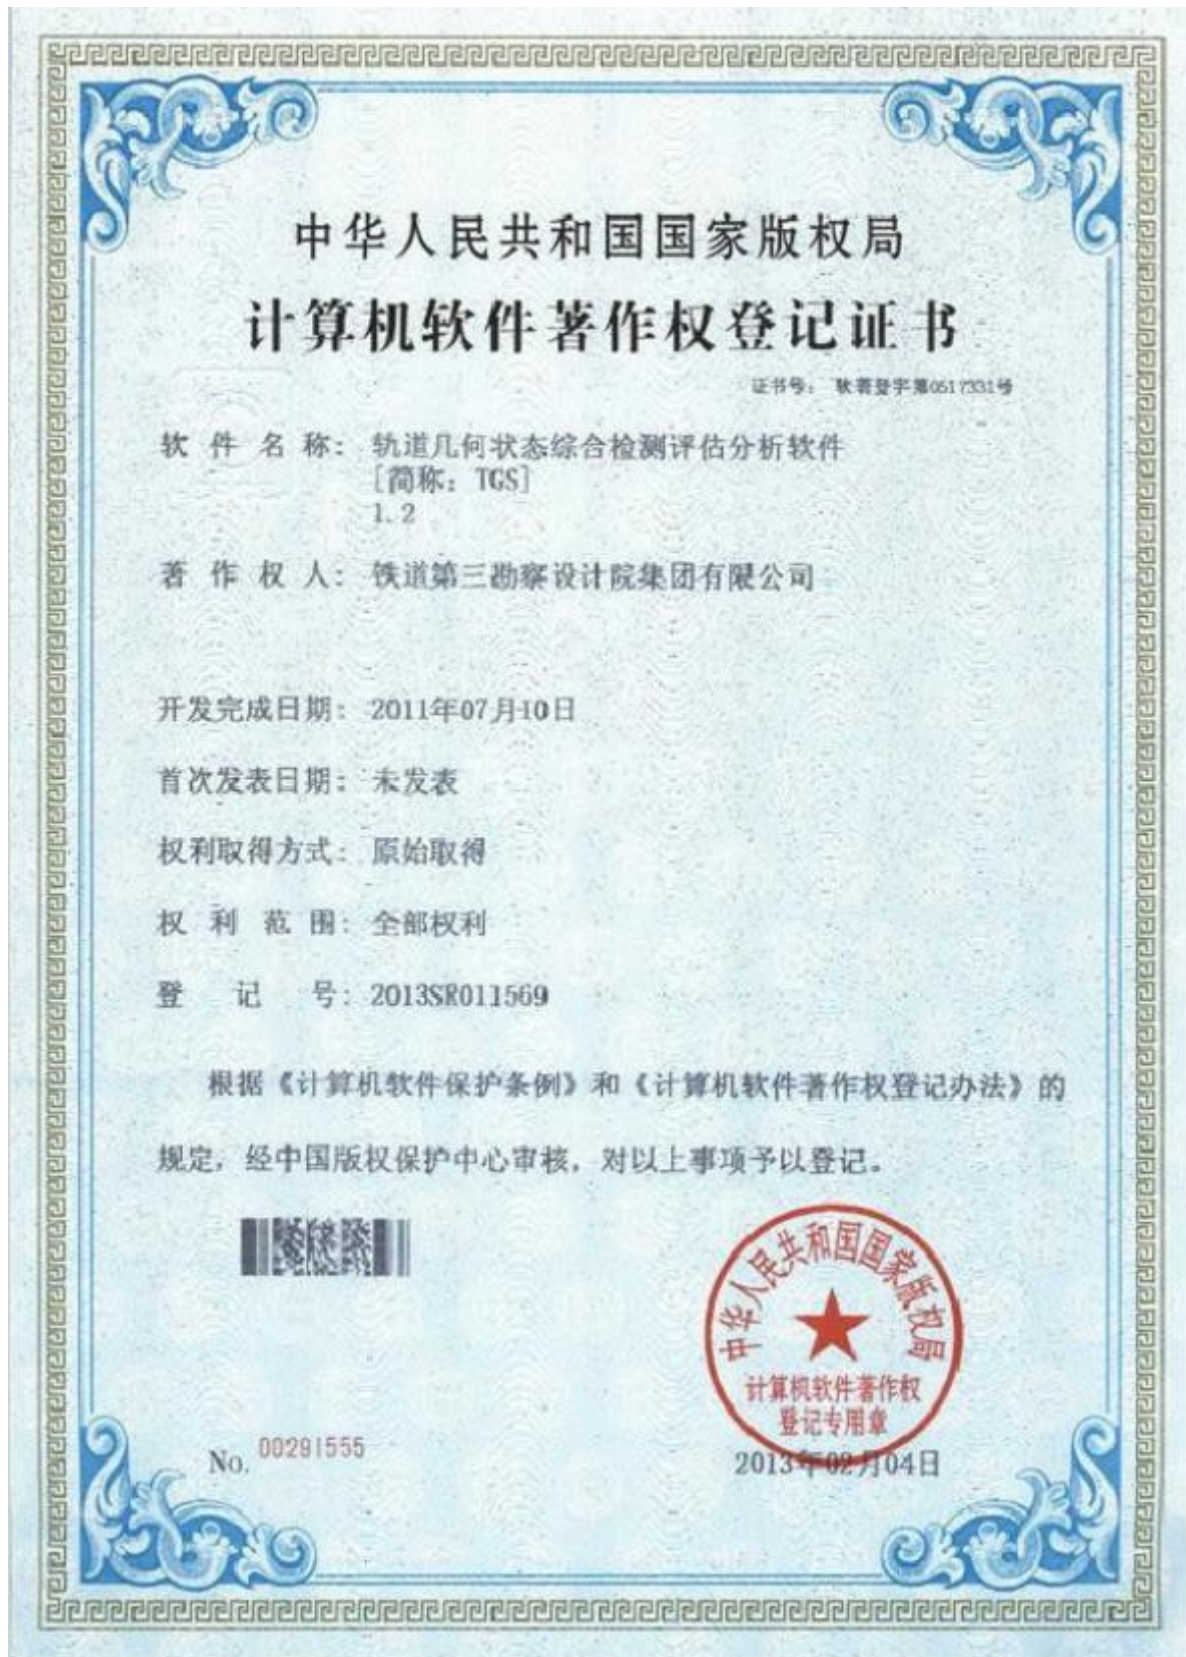 中华人民共和国国家版权局
计算机软件著作权登记证书
证书号： 软著登字第0517331号
软件名称： 轨道几何状态综合检测评估分析软件
[简称：TGS]
1.2
著作权人： 铁道第三勘察设计院集团有限公司
开发完成日期： 2011年07月10日
首次发表日期： 未发表
权利取得方式： 原始取得
权利范围： 全部权利
登记号： 2013SR011569
根据《计算机软件保护条例》和《计算机软件著作权登记办法》的
规定，经中国版权保护中心审核，对以上事项予以登记。
中华人民共和国国家版权局
计算机软件著作权
登记专用章
No. 00291555
2013年02月04日